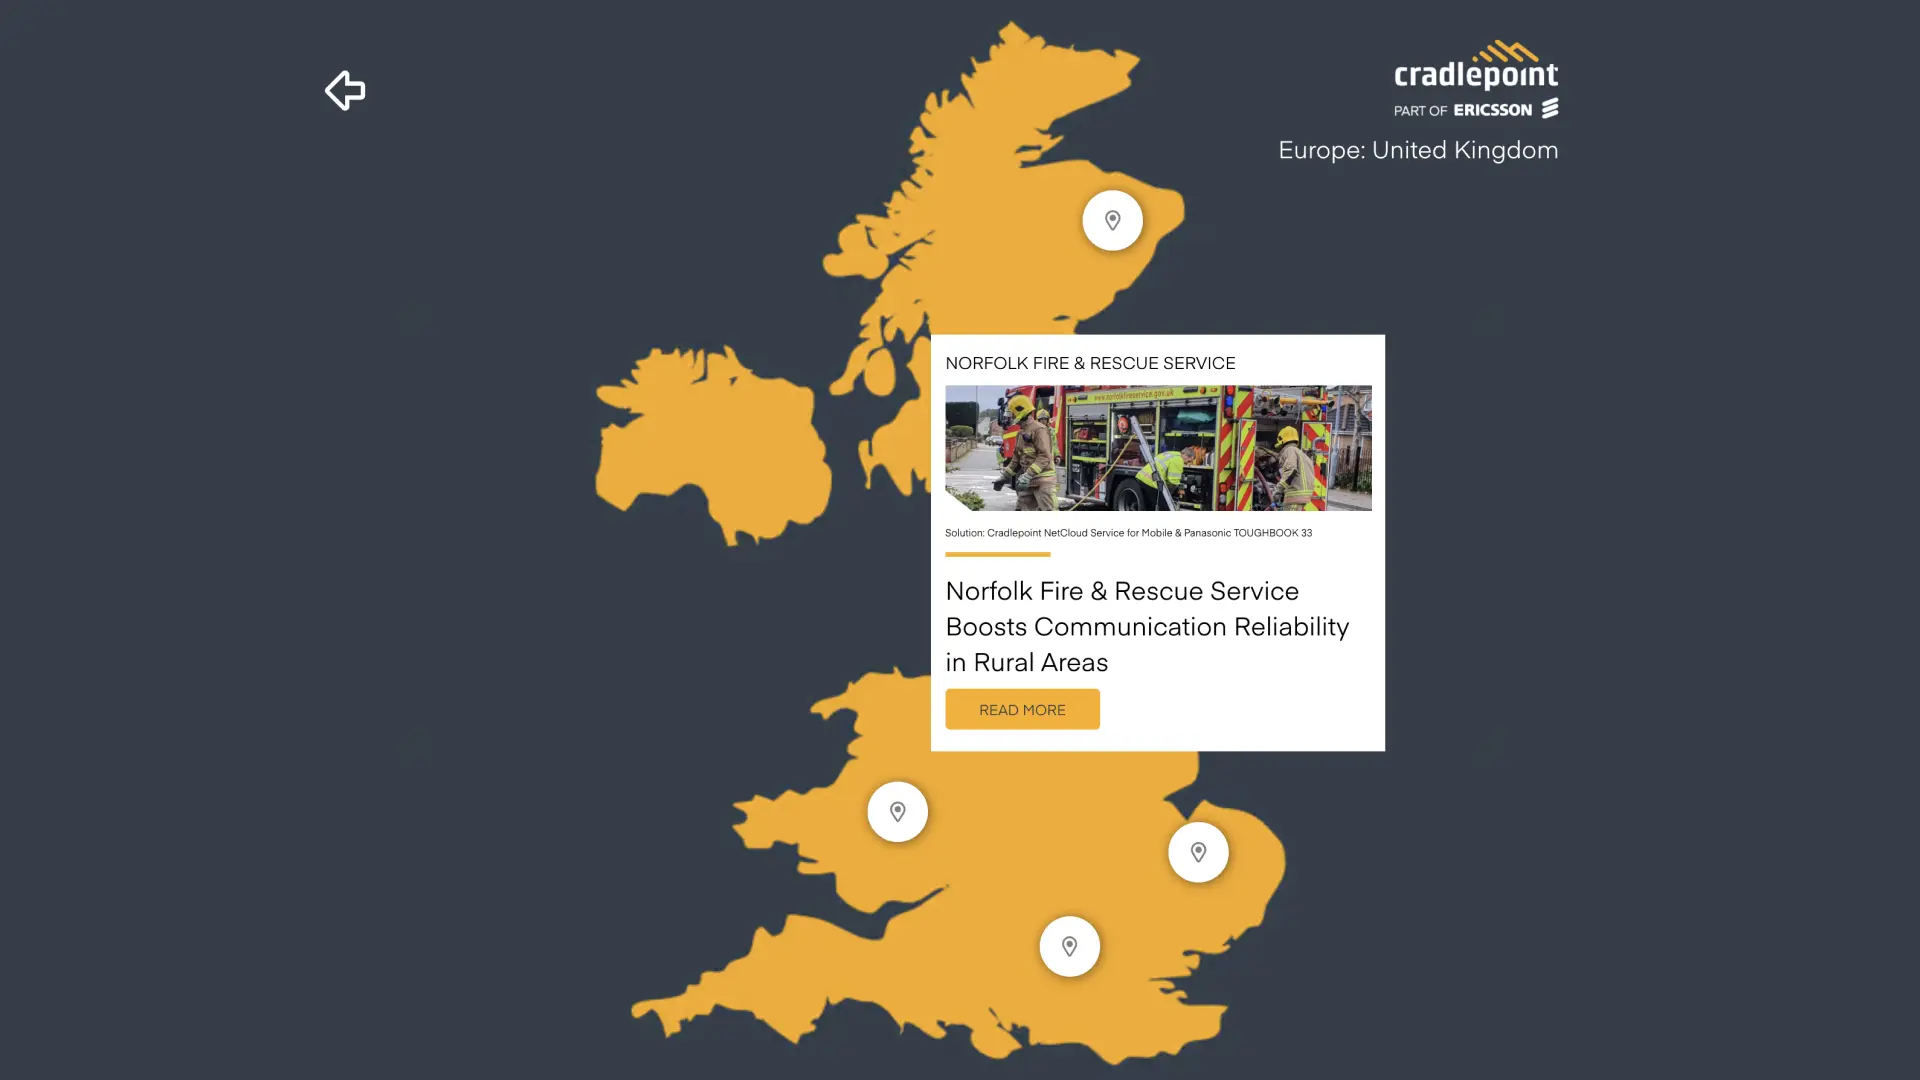 cradlepoint
PART OF ERICSSON
Europe: United Kingdom
NORFOLK FIRE & RESCUE SERVICE
www.norfolkfireservice.gov.uk
Solution: Cradlepoint NetCloud Service for Mobile & Panasonic TOUGHBOOK 33
Norfolk Fire & Rescue Service
Boosts Communication Reliability
in Rural Areas
READ MORE